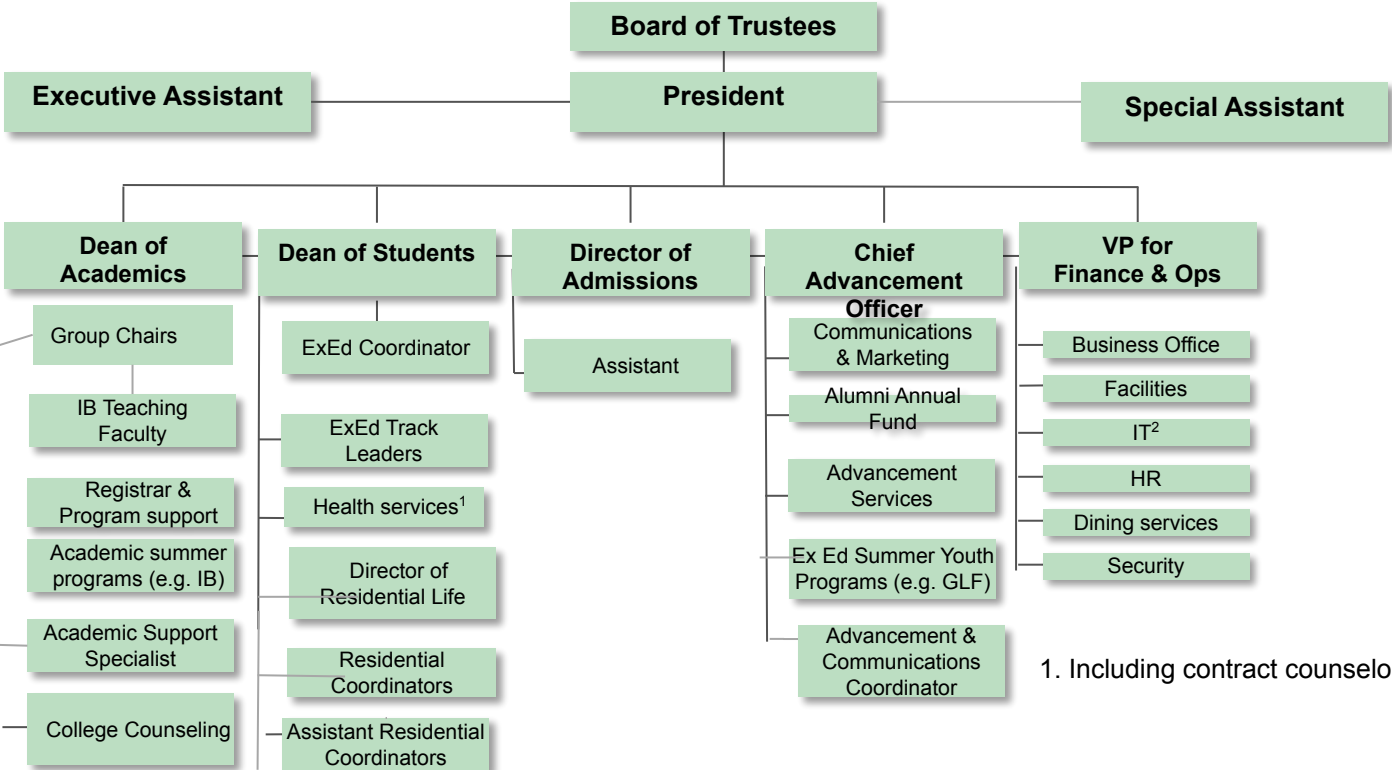 Board of Trustees
Executive Assistant
President
Special Assistant
Dean of
Academics
Dean of Students
Director of
Admissions
Chief
Advancement
Officer
VP for
Finance & Ops
Group Chairs
IB Teaching
Faculty
Registrar &
Program support
Academic summer
programs (e.g. IB)
Academic Support
Specialist
College Counseling
ExEd Coordinator
ExEd Track
Leaders
Health services¹
Director of
Residential Life
Residential
Coordinators
Assistant Residential
Coordinators
Assistant
Communications
& Marketing
Alumni Annual
Fund
Advancement
Services
Ex Ed Summer Youth
Programs (e.g. GLF)
Advancement &
Communications
Coordinator
Business Office
Facilities
IT²
HR
Dining services
Security
1. Including contract counselo